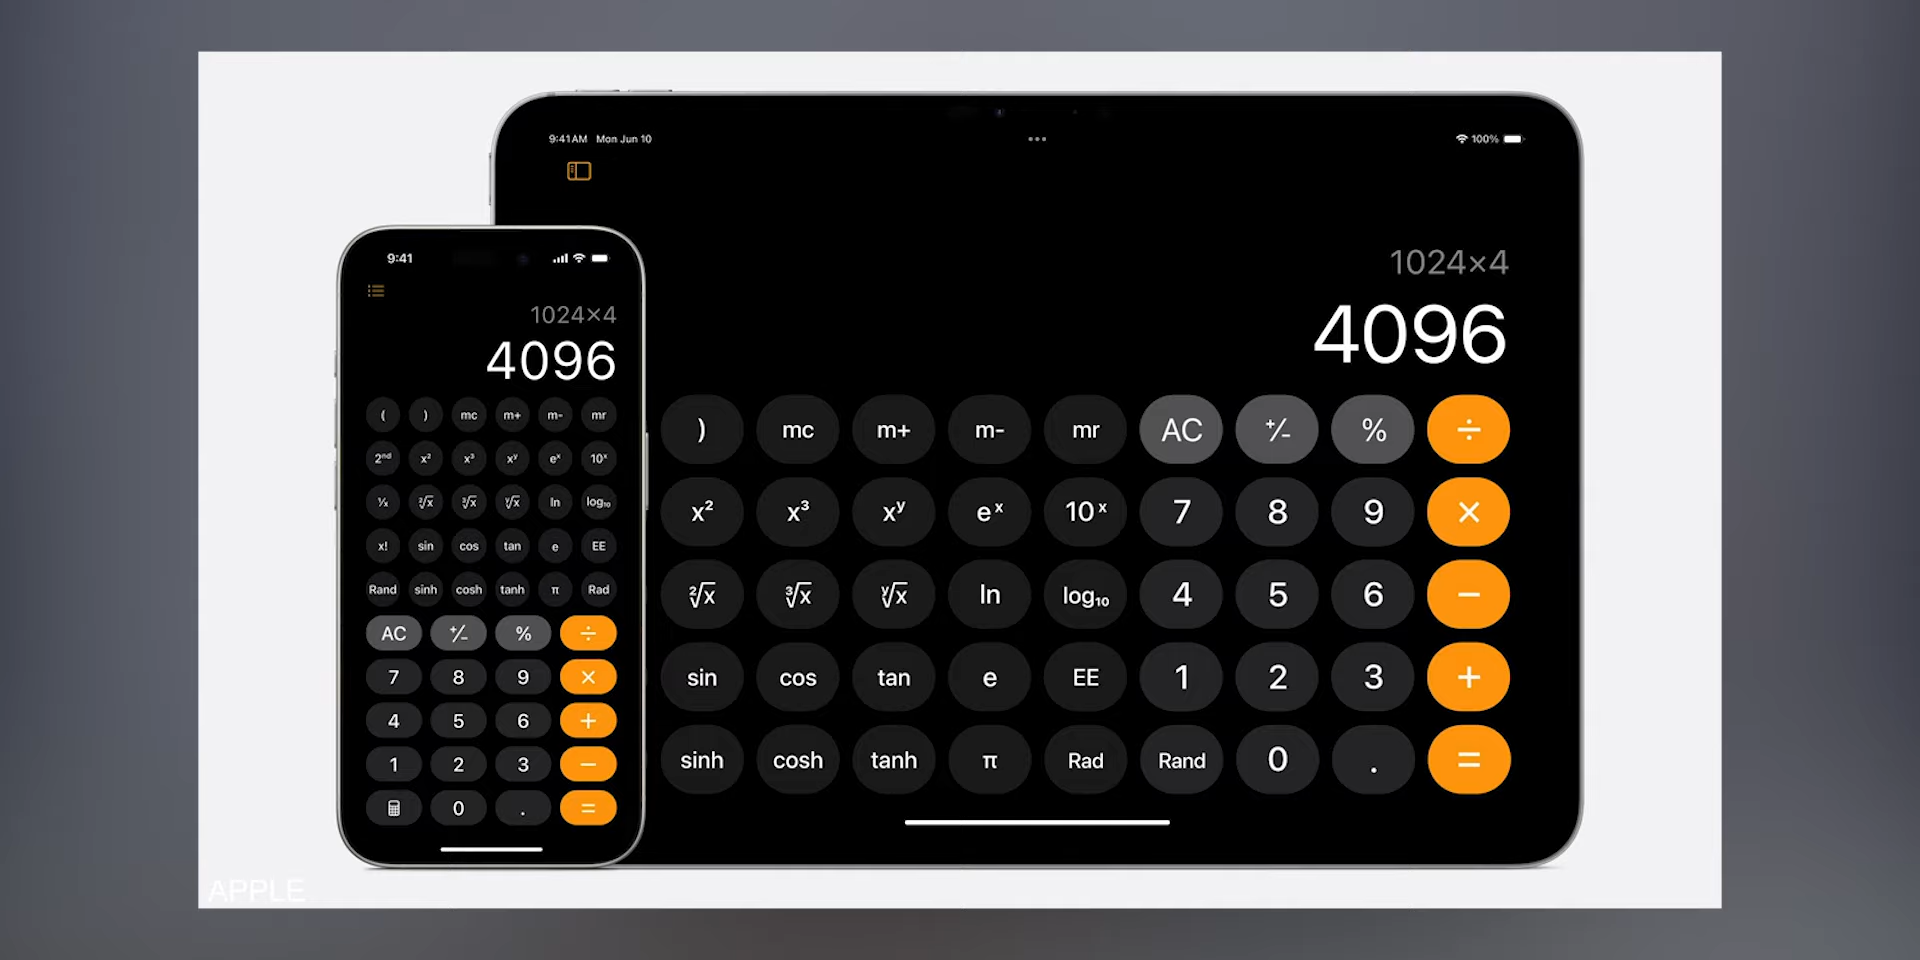 9:41AM Mon Jun 10
100%
1024×4
4096
) mc m+ m- mr AC +/- % ÷
x² x³ xʸ eˣ 10ˣ 7 8 9 ×
²√x ³√x ʸ√x ln log₁₀ 4 5 6 −
sin cos tan e EE 1 2 3 +
sinh cosh tanh π Rad Rand 0 . =
9:41
1024×4
4096
( ) mc m+ m- mr
2ⁿᵈ x² x³ xʸ eˣ 10ˣ
¹/x ²√x ³√x ʸ√x ln log₁₀
x! sin cos tan e EE
Rand sinh cosh tanh π Rad
AC +/- % ÷
7 8 9 ×
4 5 6 +
1 2 3 −
0 . =
APPLE